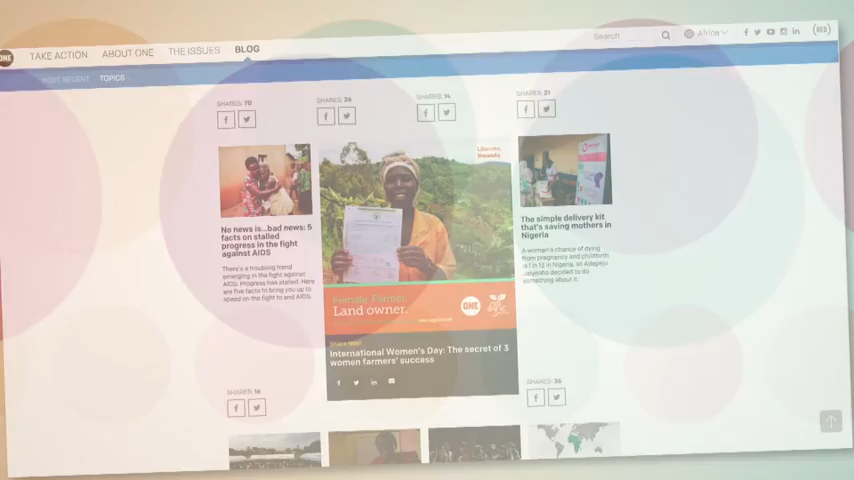 ONE
TAKE ACTION
ABOUT ONE
THE ISSUES
BLOG
Search
Africa
(RED)
MOST RECENT
TOPICS
SHARES: 70
SHARES: 26
SHARES: 14
SHARES: 21
No news is...bad news: 5
facts on stalled
progress in the fight
against AIDS
There's a troubling trend
emerging in the fight against
AIDS: Progress has stalled. Here
are five facts to bring you up to
speed on the fight to end AIDS.
Female. Farmer.
Land owner.
ONE
Share this!
International Women's Day: The secret of 3
women farmers' success
The simple delivery kit
that's saving mothers in
Nigeria
A woman's chance of dying
from pregnancy and childbirth
is 1 in 13 in Nigeria, so Adepeju
Jaiyeoba decided to do
something about it.
SHARES: 16
SHARES: 36